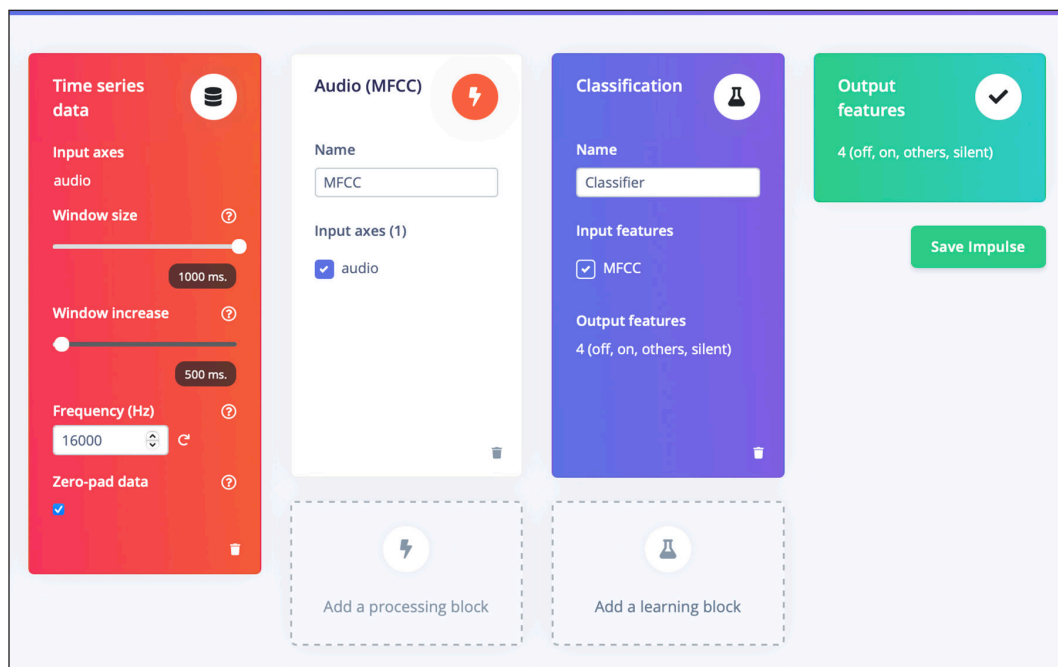 Time series
data
Input axes
audio
Window size
1000 ms.
Window increase
500 ms.
Frequency (Hz)
16000
Zero-pad data
Audio (MFCC)
Name
MFCC
Input axes (1)
audio
Add a processing block
Classification
Name
Classifier
Input features
MFCC
Output features
4 (off, on, others, silent)
Add a learning block
Output
features
4 (off, on, others, silent)
Save Impulse